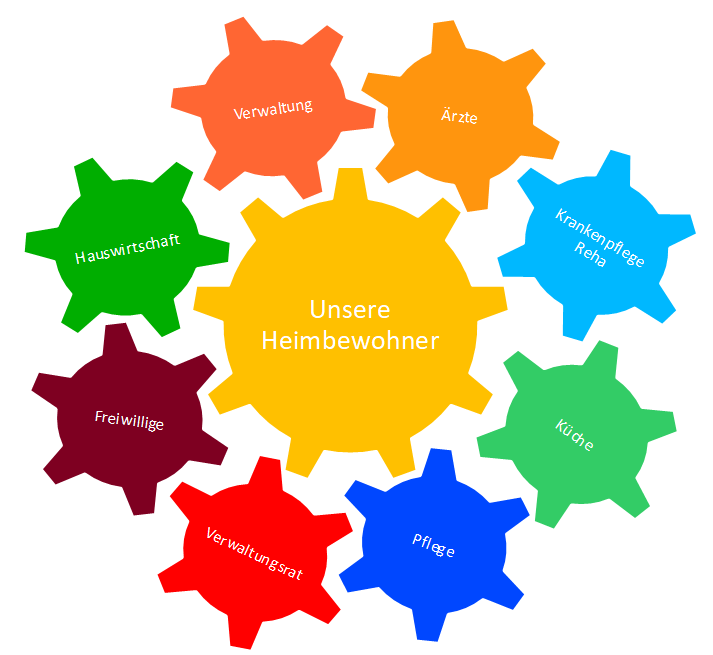 Verwaltung
Ärzte
Krankenpflege
Reha
Hauswirtschaft
Unsere
Heimbewohner
Freiwillige
Küche
Verwaltungsrat
Pflege